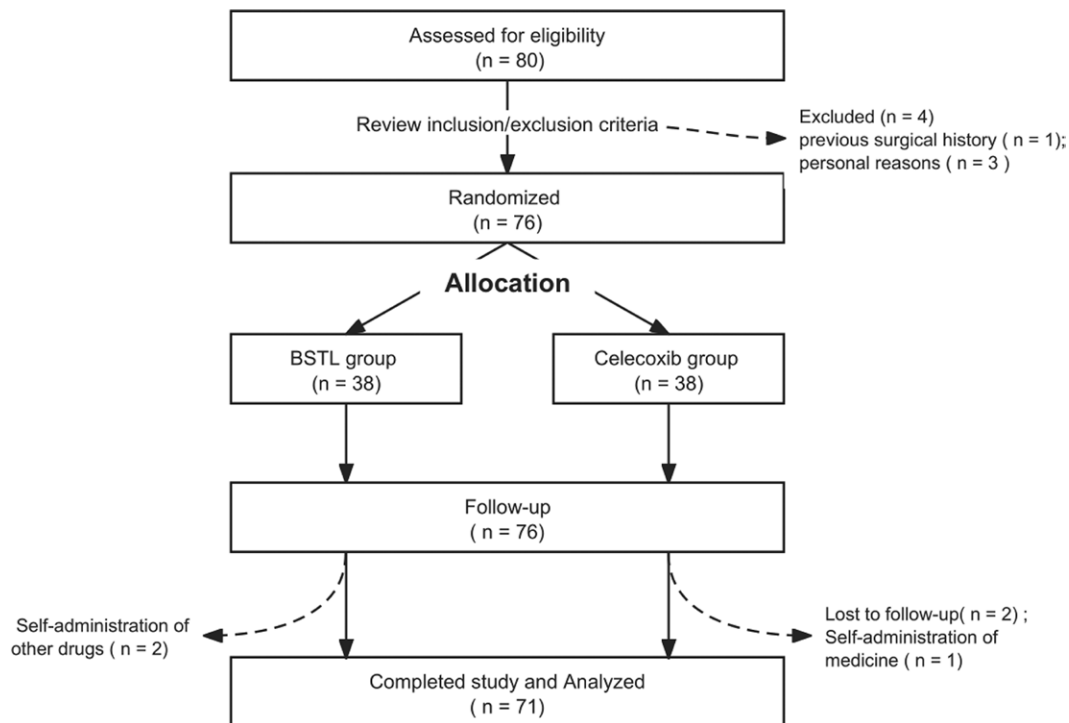 Assessed for eligibility
(n = 80)
Review inclusion/exclusion criteria
Excluded (n = 4)
previous surgical history ( n = 1);
personal reasons ( n = 3 )
Randomized
(n = 76)
Allocation
BSTL group
(n = 38)
Celecoxib group
(n = 38)
Follow-up
( n = 76)
Self-administration of
other drugs ( n = 2)
Lost to follow-up( n = 2) ;
Self-administration of
medicine ( n = 1)
Completed study and Analyzed
( n = 71)